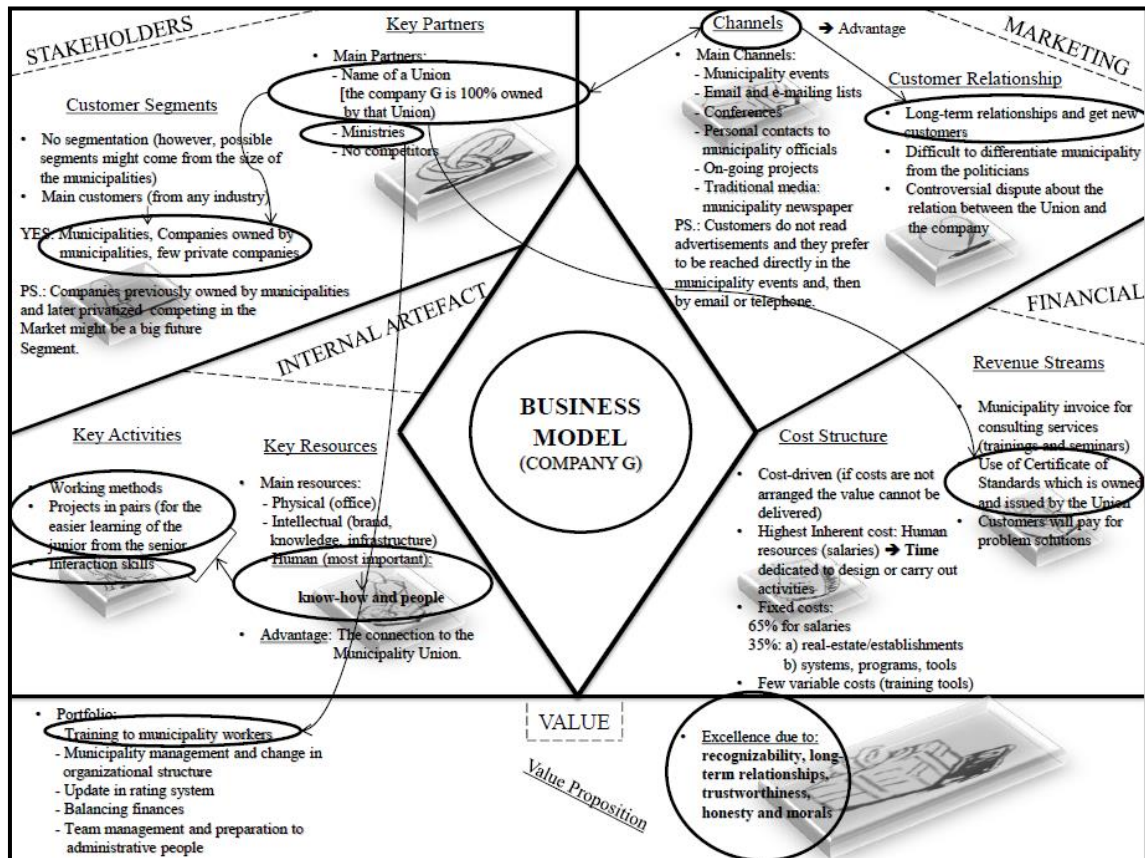 STAKEHOLDERS
Key Partners
• Main Partners:
- Name of a Union
[the company G is 100% owned
by that Union)
- Ministries
- No competitors
Customer Segments
• No segmentation (however, possible
segments might come from the size of
the municipalities)
• Main customers (from any industry)
YES: Municipalities, Companies owned by
municipalities, few private companies
PS.: Companies previously owned by municipalities
and later privatized competing in the
Market might be a big future
Segment.
MARKETING
Channels
➔ Advantage
• Main Channels:
- Municipality events
- Email and e-mailing lists
- Conferences
- Personal contacts to
municipality officials
- On-going projects
- Traditional media:
municipality newspaper
PS.: Customers do not read
advertisements and they prefer
to be reached directly in the
municipality events and, then
by email or telephone.
Customer Relationship
• Long-term relationships and get new
customers
• Difficult to differentiate municipality
from the politicians
• Controversial dispute about the
relation between the Union and
the company
INTERNAL ARTEFACT
Key Activities
• Working methods
• Projects in pairs (for the
easier learning of the
junior from the senior
• Interaction skills
Key Resources
• Main resources:
- Physical (office)
- Intellectual (brand,
knowledge, infrastructure)
- Human (most important):
know-how and people
• Advantage: The connection to the
Municipality Union.
BUSINESS
MODEL
(COMPANY G)
FINANCIAL
Revenue Streams
• Municipality invoice for
consulting services
(trainings and seminars)
• Use of Certificate of
Standards which is owned
and issued by the Union
• Customers will pay for
problem solutions
Cost Structure
• Cost-driven (if costs are not
arranged the value cannot be
delivered)
• Highest Inherent cost: Human
resources (salaries) ➔ Time
dedicated to design or carry out
activities
• Fixed costs:
65% for salaries
35%: a) real-estate/establishments
b) systems, programs, tools
• Few variable costs (training tools)
VALUE
Value Proposition
• Portfolio:
- Training to municipality workers
- Municipality management and change in
organizational structure
- Update in rating system
- Balancing finances
- Team management and preparation to
administrative people
• Excellence due to:
recognizability, long-
term relationships,
trustworthiness,
honesty and morals